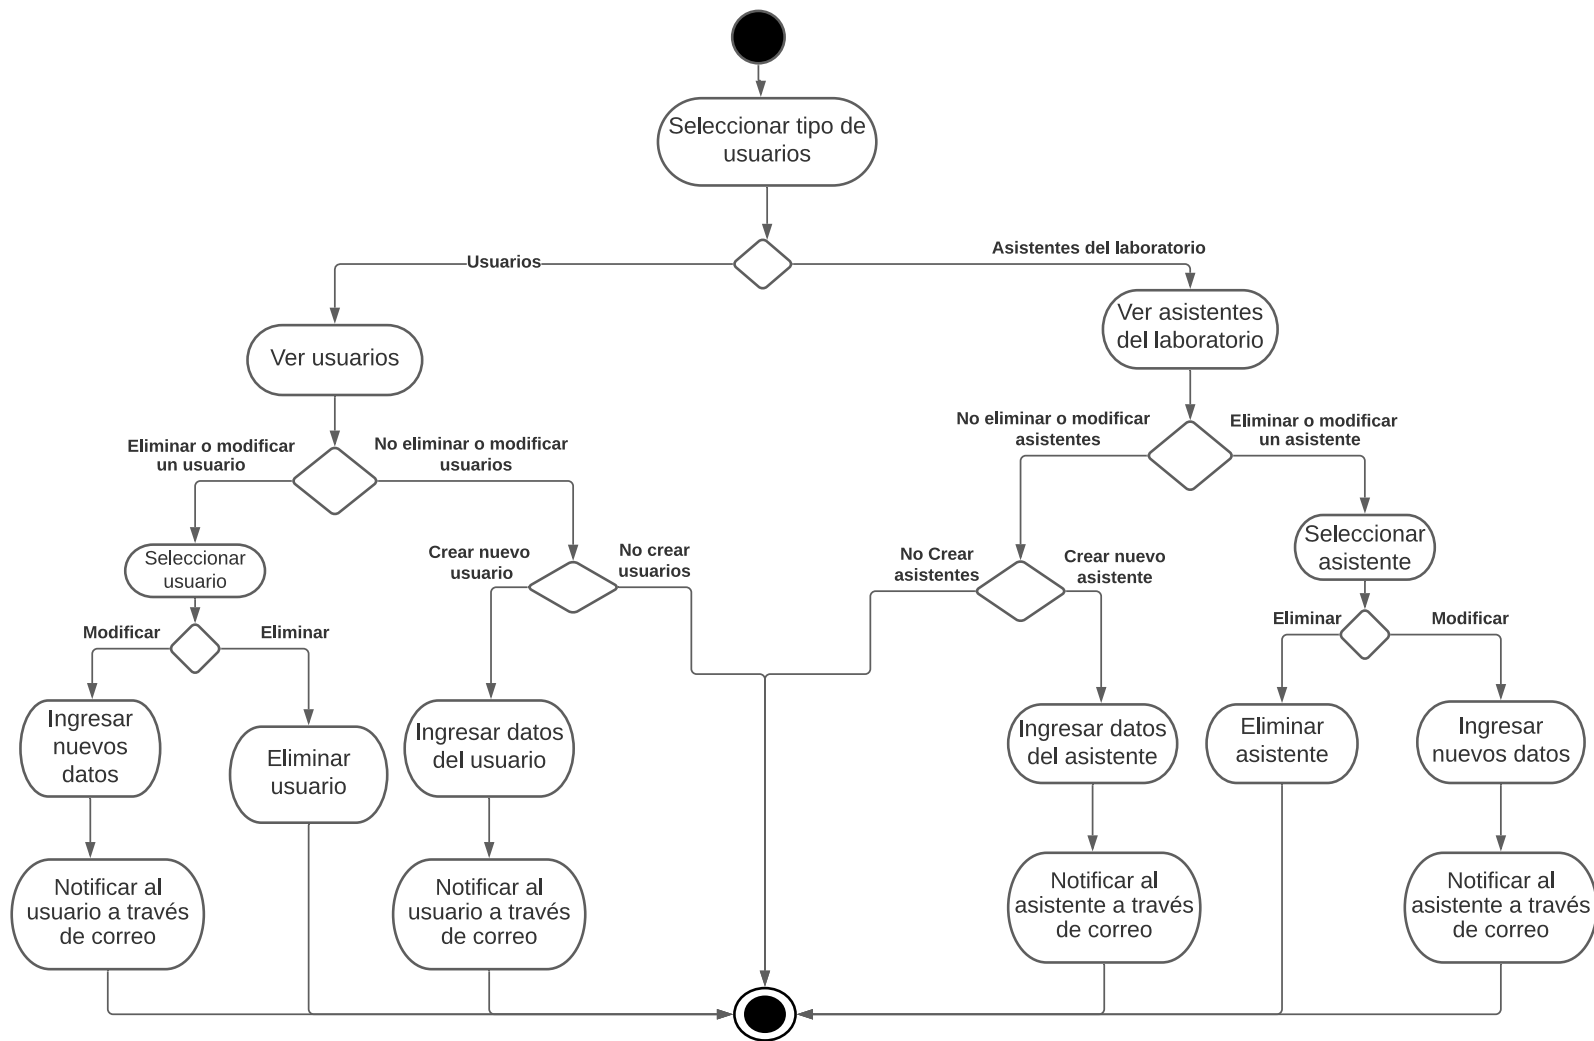 Seleccionar tipo de
usuarios
Usuarios
Asistentes del laboratorio
Ver usuarios
Ver asistentes
del laboratorio
Eliminar o modificar
un usuario
No eliminar o modificar
usuarios
No eliminar o modificar
asistentes
Eliminar o modificar
un asistente
Seleccionar
usuario
Crear nuevo
usuario
No crear
usuarios
No Crear
asistentes
Crear nuevo
asistente
Seleccionar
asistente
Modificar
Eliminar
Eliminar
Modificar
Ingresar
nuevos
datos
Eliminar
usuario
Ingresar datos
del usuario
Ingresar datos
del asistente
Eliminar
asistente
Ingresar
nuevos datos
Notificar al
usuario a través
de correo
Notificar al
usuario a través
de correo
Notificar al
asistente a través
de correo
Notificar al
asistente a través
de correo